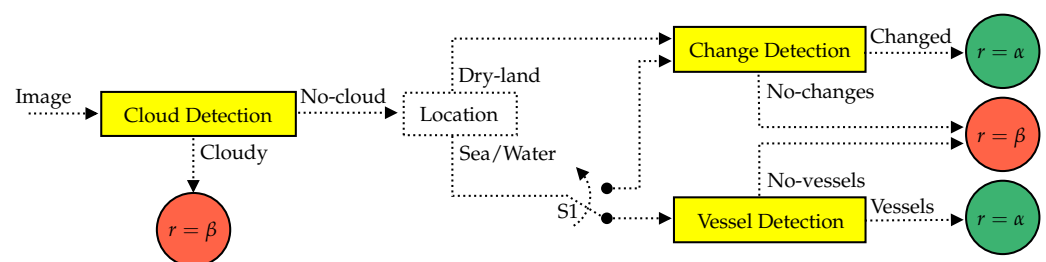 Image
Cloud Detection
No-cloud
Cloudy
r = β
Location
Dry-land
Sea/Water
S1
Change Detection
Changed
r = α
No-changes
r = β
No-vessels
Vessel Detection
Vessels
r = α